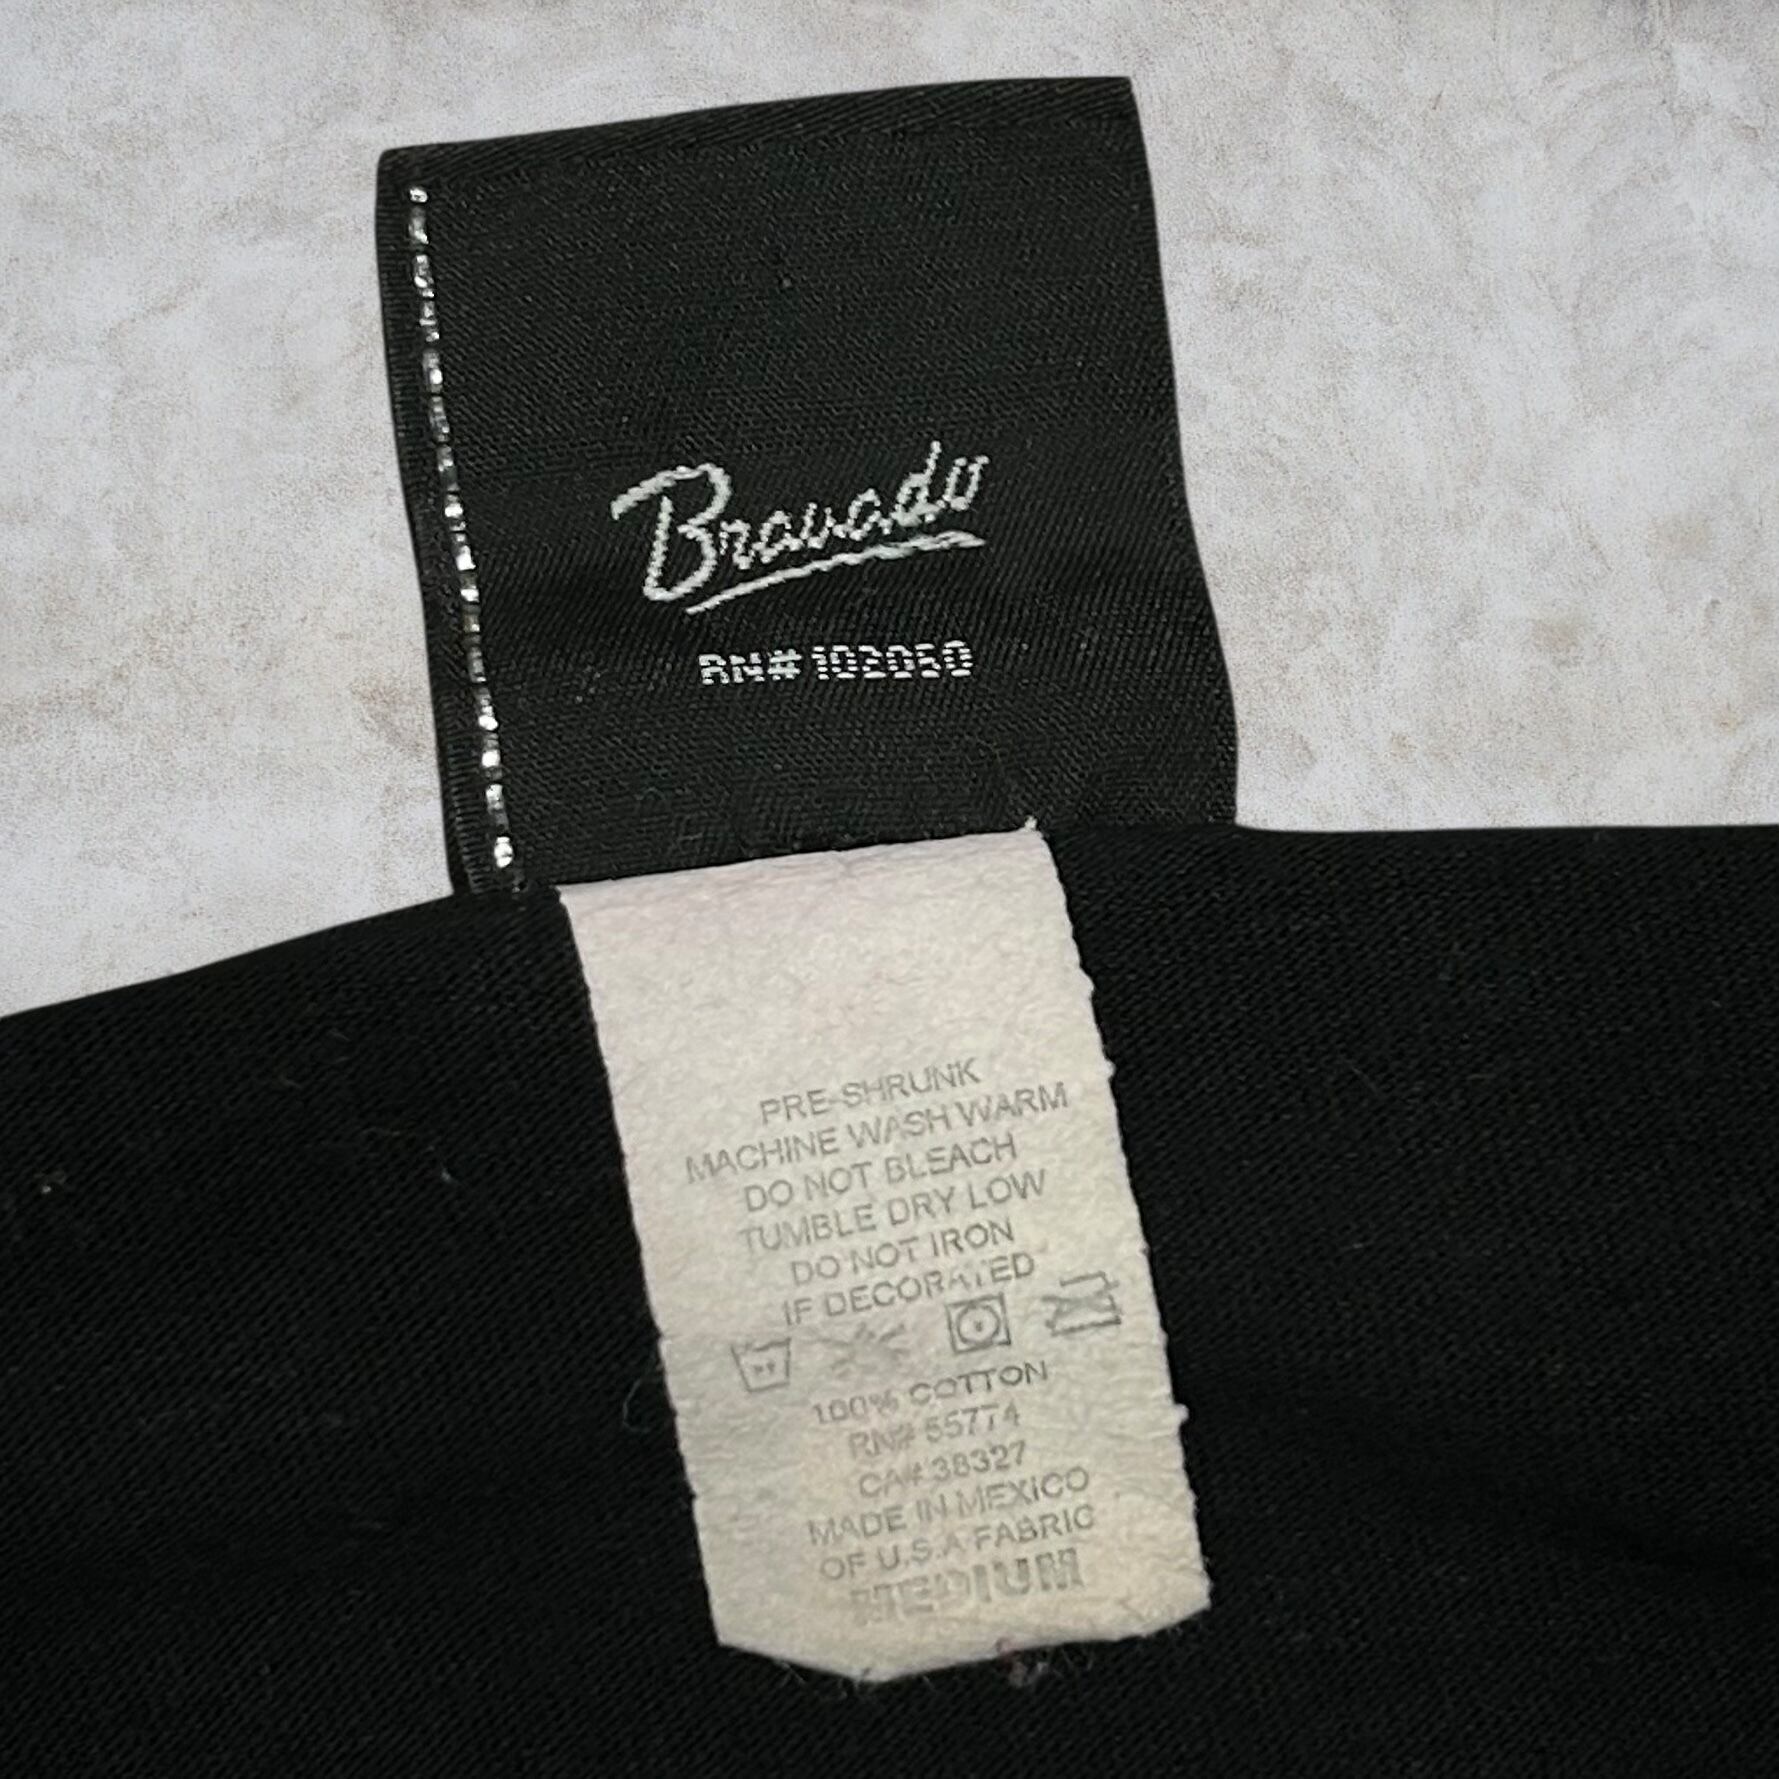 Bravado
RN#102050
PRE-SHRUNK
MACHINE WASH WARM
DO NOT BLEACH
TUMBLE DRY LOW
DO NOT IRON
IF DECORATED
100% COTTON
RN# 55774
CA# 38327
MADE IN MEXICO
OF U.S.A FABRIC
MEDIUM